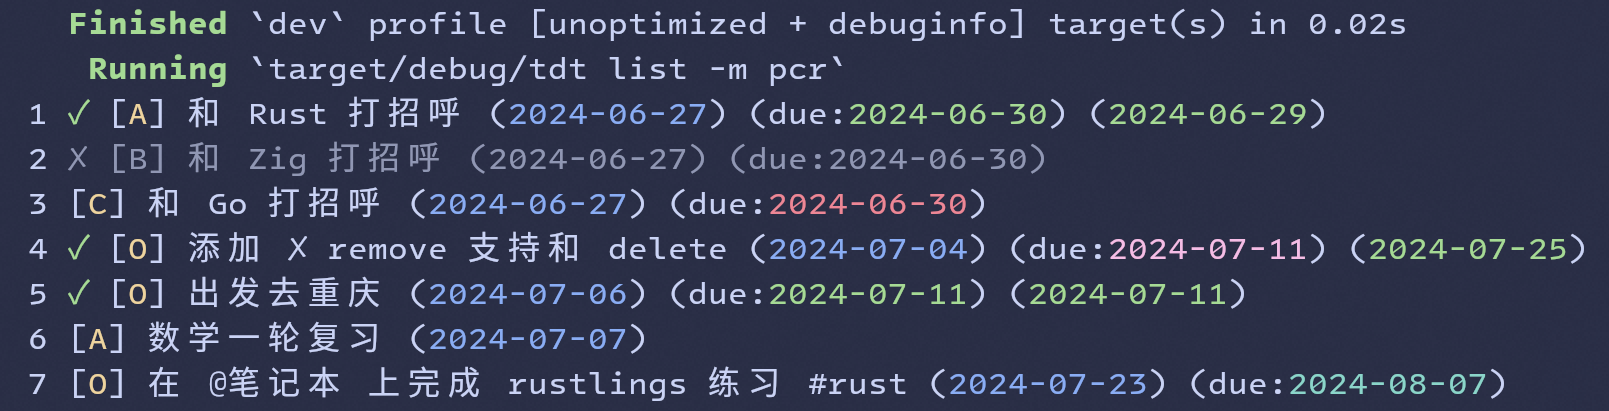 Finished `dev` profile [unoptimized + debuginfo] target(s) in 0.02s
Running `target/debug/tdt list -m pcr`
1 ✓ [A] 和 Rust 打招呼 (2024-06-27) (due:2024-06-30) (2024-06-29)
2 X [B] 和 Zig 打招呼 (2024-06-27) (due:2024-06-30)
3 [C] 和 Go 打招呼 (2024-06-27) (due:2024-06-30)
4 ✓ [O] 添加 X remove 支持和 delete (2024-07-04) (due:2024-07-11) (2024-07-25)
5 ✓ [O] 出发去重庆 (2024-07-06) (due:2024-07-11) (2024-07-11)
6 [A] 数学一轮复习 (2024-07-07)
7 [O] 在 @笔记本 上完成 rustlings 练习 #rust (2024-07-23) (due:2024-08-07)